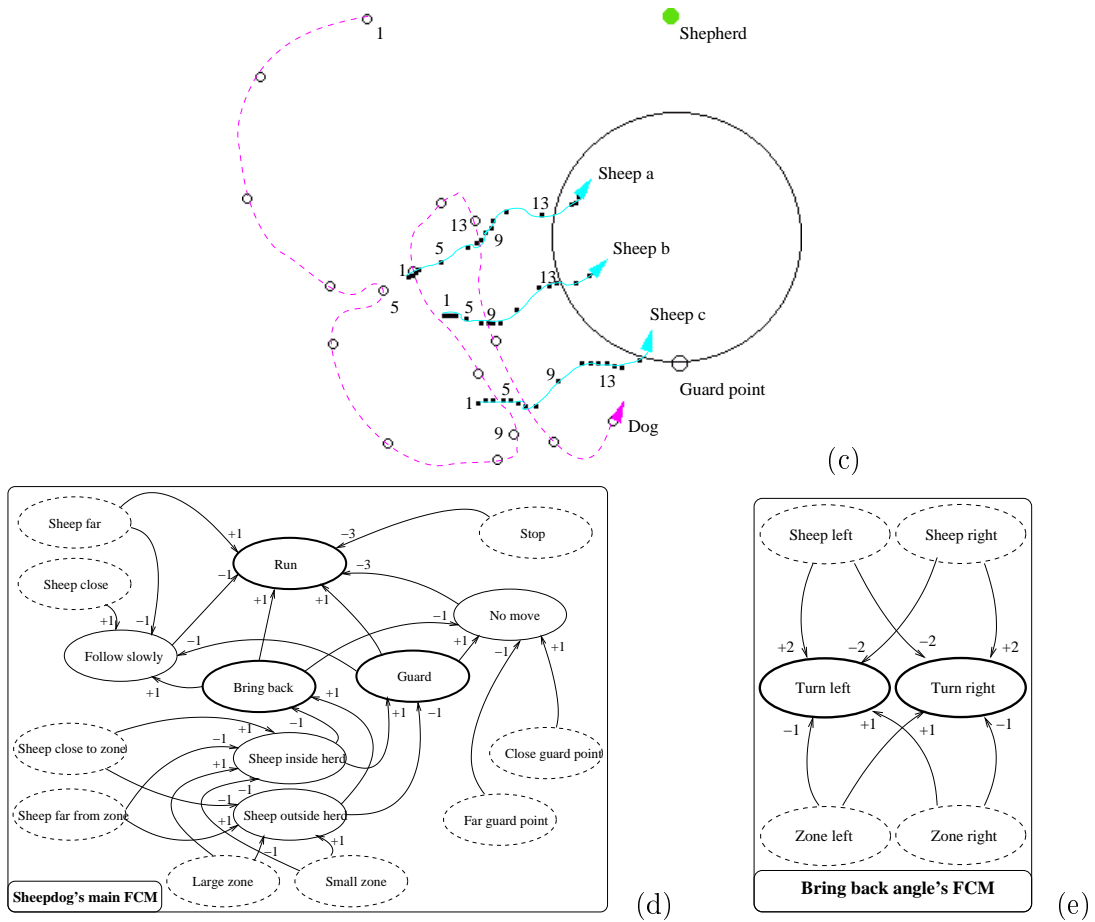 1
Shepherd
Sheep a
13
13
9
5
1
Sheep b
13
5
1
5
9
Sheep c
9
5
13
1
Guard point
9
Dog
(c)
Sheep far
Stop
+1
−3
Run
−3
Sheep close
−1
+1
−1
+1
+1
−1
No move
Follow slowly
−1
+1
−1
+1
+1
Bring back
Guard
+1
−1
+1
−1
Sheep close to zone
+1
−1
Sheep inside herd
+1
Close guard point
−1
−1
Sheep far from zone
+1
Sheep outside herd
Far guard point
−1
+1
Large zone
Small zone
Sheepdog's main FCM
(d)
Sheep left
Sheep right
+2
−2
−2
+2
Turn left
Turn right
−1
+1
+1
−1
Zone left
Zone right
Bring back angle's FCM
(e)